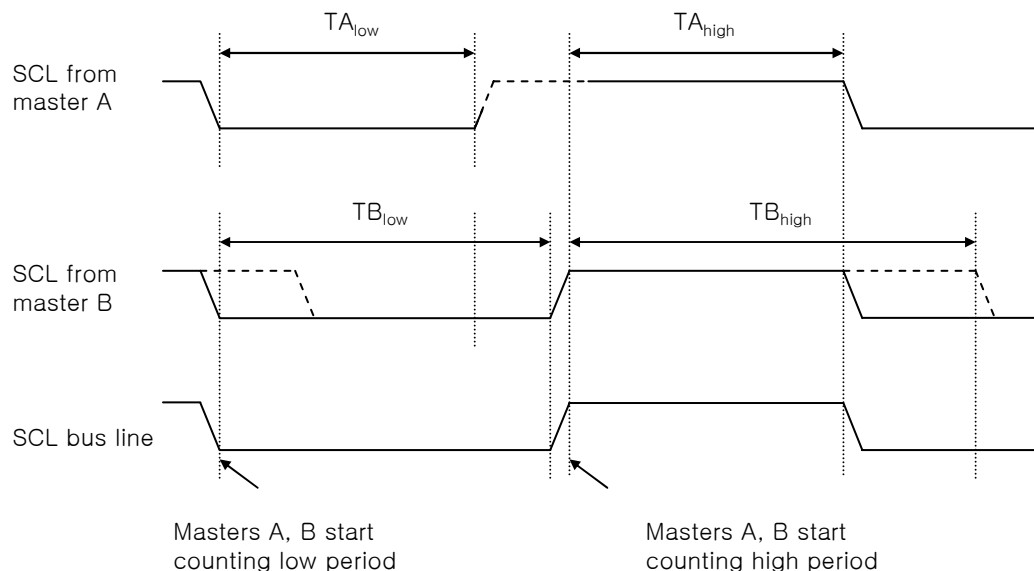 TAlow
TAhigh
SCL from
master A
TBlow
TBhigh
SCL from
master B
SCL bus line
Masters A, B start
counting low period
Masters A, B start
counting high period